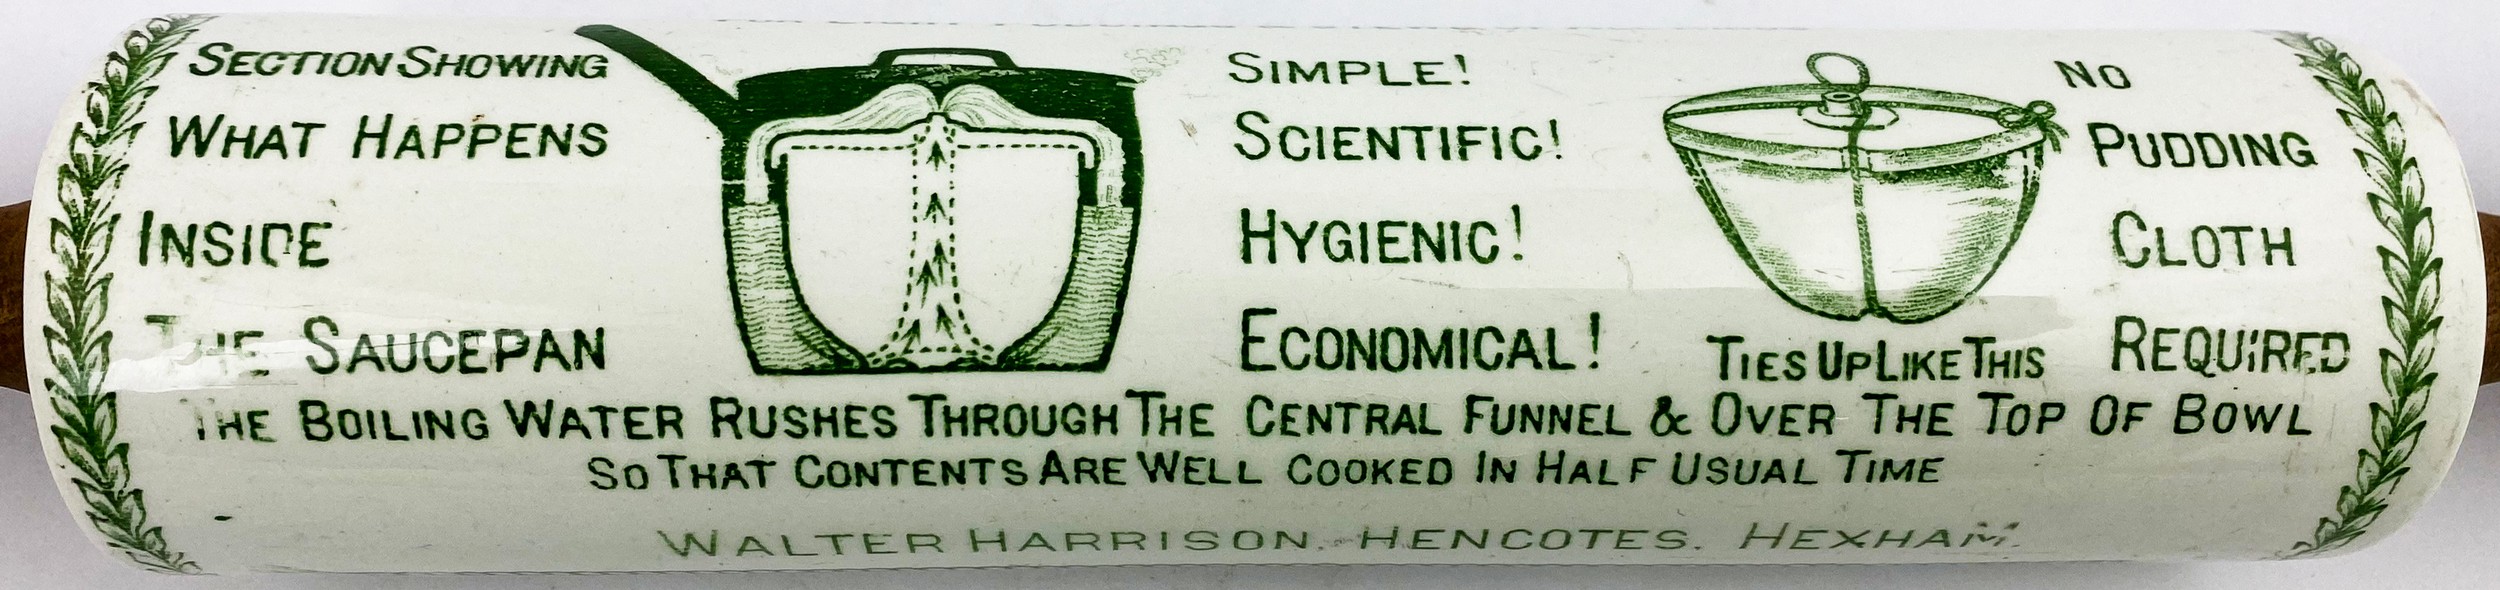 SECTION SHOWING
WHAT HAPPENS
INSIDE
THE SAUCEPAN
SIMPLE!
SCIENTIFIC!
HYGIENIC!
ECONOMICAL!
TIES UP LIKE THIS
NO
PUDDING
CLOTH
REQUIRED
THE BOILING WATER RUSHES THROUGH THE CENTRAL FUNNEL & OVER THE TOP OF BOWL
SO THAT CONTENTS ARE WELL COOKED IN HALF USUAL TIME
WALTER HARRISON. HENCOTES. HEXHAM.